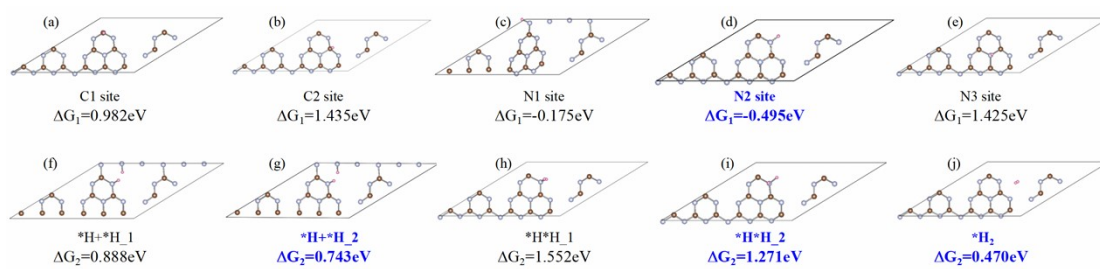 (a) (b) (c) (d) (e)
C1 site C2 site N1 site N2 site N3 site
ΔG₁=0.982eV ΔG₁=1.435eV ΔG₁=-0.175eV ΔG₁=-0.495eV ΔG₁=1.425eV
(f) (g) (h) (i) (j)
*H+*H_1 *H+*H_2 *H*H_1 *H*H_2 *H₂
ΔG₂=0.888eV ΔG₂=0.743eV ΔG₂=1.552eV ΔG₂=1.271eV ΔG₂=0.470eV